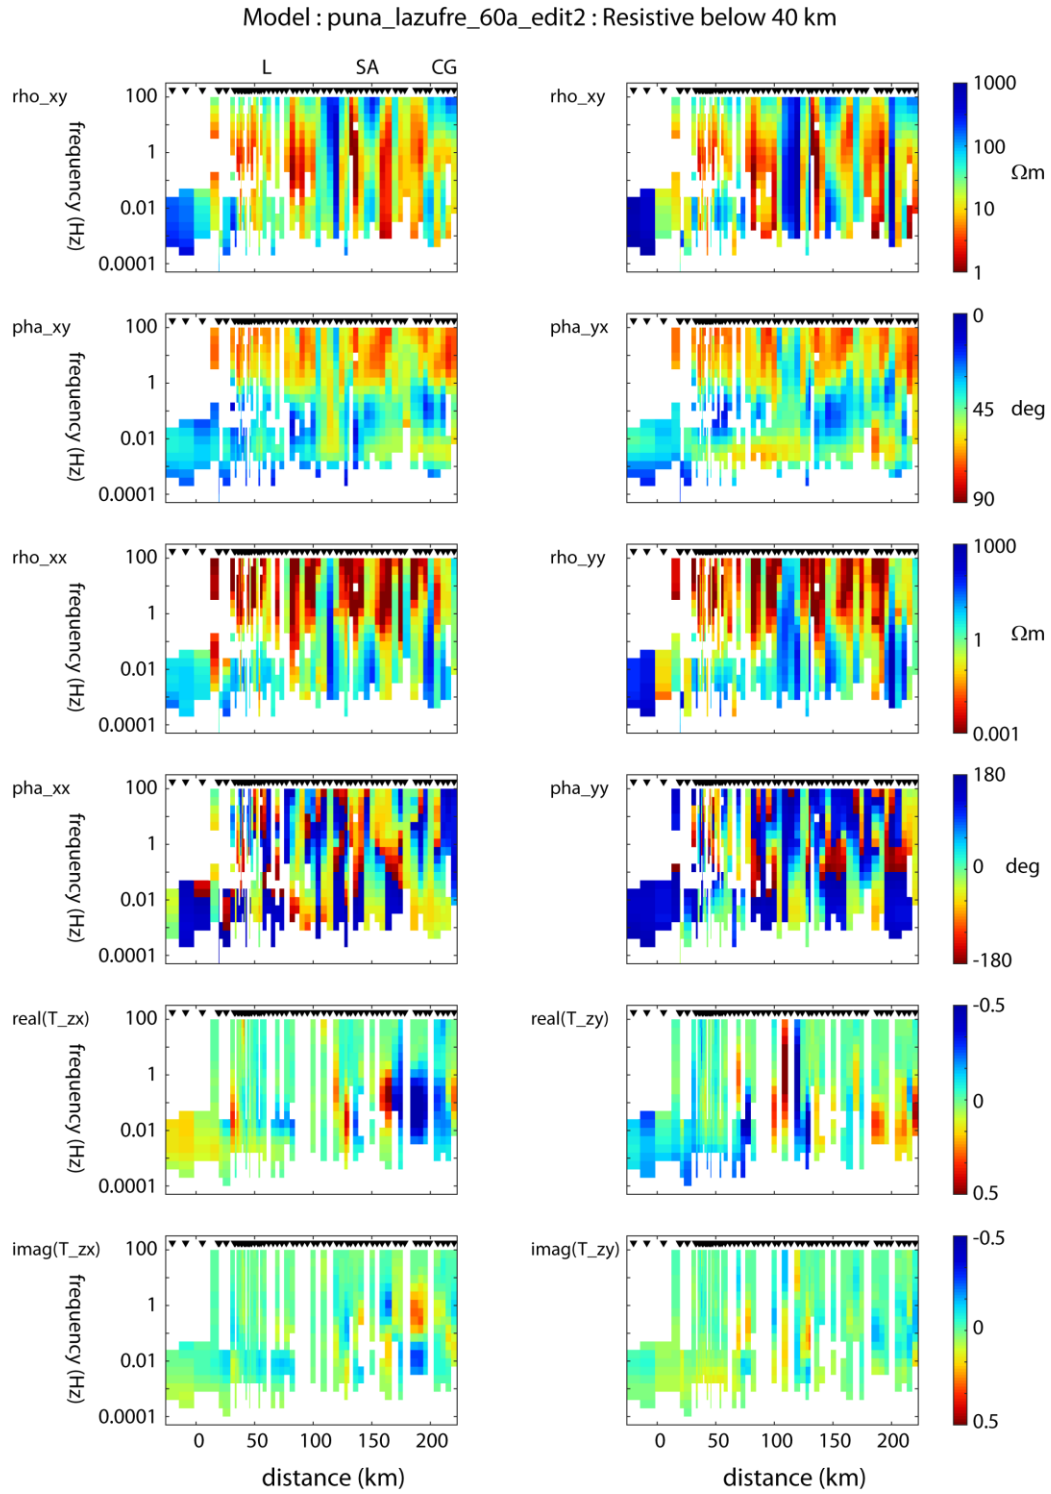 Model : puna_lazufre_60a_edit2 : Resistive below 40 km
L SA CG
rho_xy
frequency (Hz)
100
1
0.01
0.0001
rho_xy
1000
100
10
1
Ωm
pha_xy
frequency (Hz)
100
1
0.01
0.0001
pha_yx
0
45
90
deg
rho_xx
frequency (Hz)
100
1
0.01
0.0001
rho_yy
1000
1
0.001
Ωm
pha_xx
frequency (Hz)
100
1
0.01
0.0001
pha_yy
180
0
-180
deg
real(T_zx)
frequency (Hz)
100
1
0.01
0.0001
real(T_zy)
-0.5
0
0.5
imag(T_zx)
frequency (Hz)
100
1
0.01
0.0001
imag(T_zy)
-0.5
0
0.5
0 50 100 150 200
distance (km)
0 50 100 150 200
distance (km)